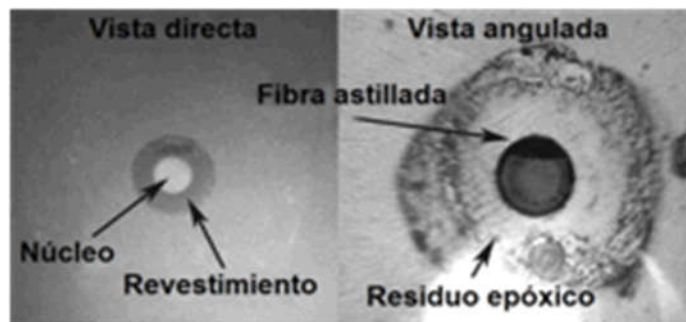 Vista directa
Núcleo
Revestimiento
Vista angulada
Fibra astillada
Residuo epóxico